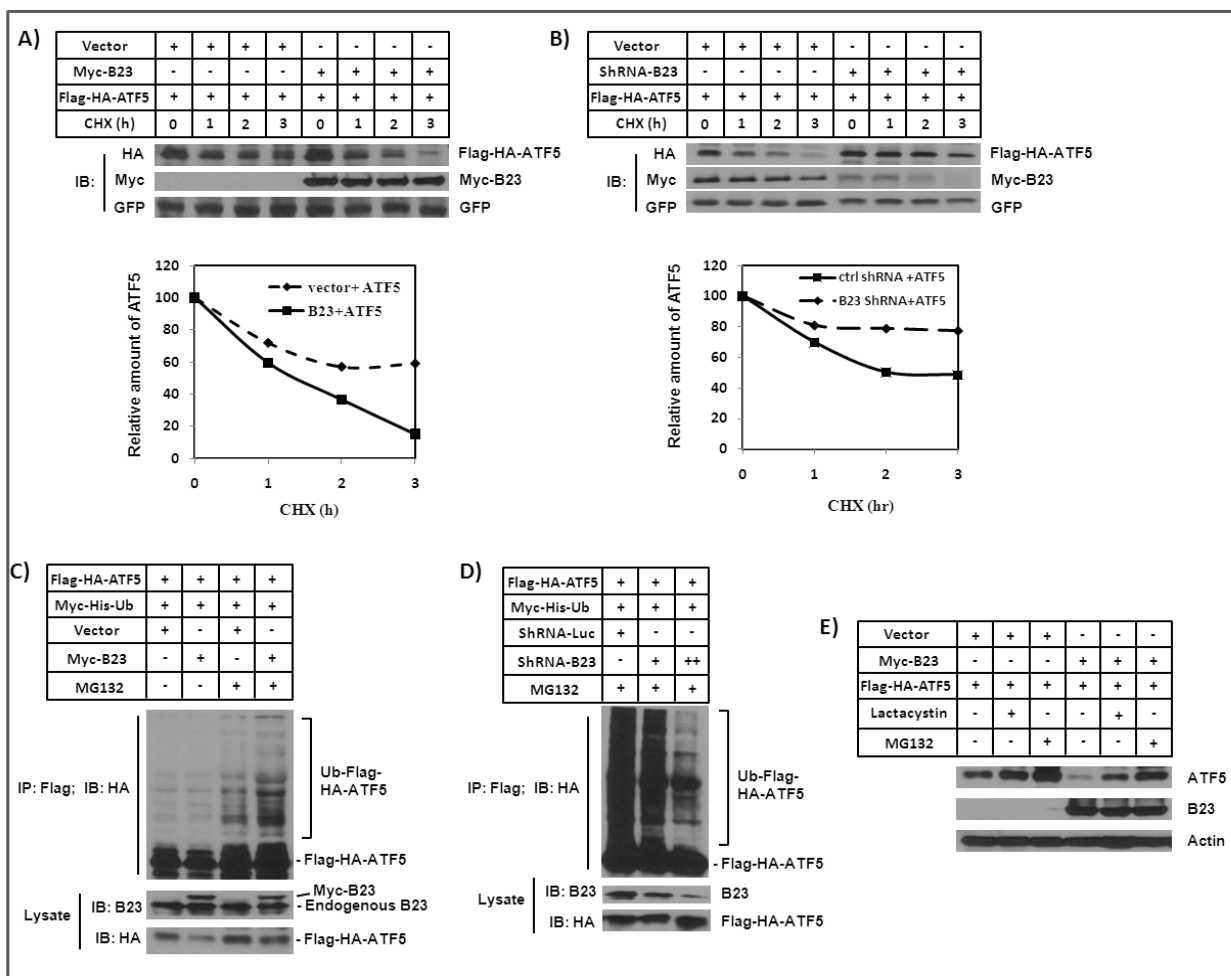 A)
Vector + + + + - - - -
Myc-B23 - - - - + + + +
Flag-HA-ATF5 + + + + + + + +
CHX (h) 0 1 2 3 0 1 2 3
HA Flag-HA-ATF5
IB: Myc Myc-B23
GFP GFP
120
100
80
60
40
20
0
Relative amount of ATF5
vector+ ATF5
B23+ATF5
0 1 2 3
CHX (h)
B)
Vector + + + + - - - -
ShRNA-B23 - - - - + + + +
Flag-HA-ATF5 + + + + + + + +
CHX (h) 0 1 2 3 0 1 2 3
HA Flag-HA-ATF5
IB: Myc Myc-B23
GFP GFP
120
100
80
60
40
20
0
Relative amount of ATF5
ctrl shRNA +ATF5
B23 ShRNA+ATF5
0 1 2 3
CHX (hr)
C)
Flag-HA-ATF5 + + + +
Myc-His-Ub + + + +
Vector + - + -
Myc-B23 - + - +
MG132 - - + +
IP: Flag; IB: HA
Ub-Flag-
HA-ATF5
- Flag-HA-ATF5
Myc-B23
Lysate IB: B23 - Endogenous B23
IB: HA - Flag-HA-ATF5
D)
Flag-HA-ATF5 + + +
Myc-His-Ub + + +
ShRNA-Luc + - -
ShRNA-B23 - + ++
MG132 + + +
IP: Flag; IB: HA
Ub-Flag-
HA-ATF5
- Flag-HA-ATF5
Lysate IB: B23 B23
IB: HA Flag-HA-ATF5
E)
Vector + + + - - -
Myc-B23 - - - + + +
Flag-HA-ATF5 + + + + + +
Lactacystin - + - - + -
MG132 - - + - - +
ATF5
B23
Actin